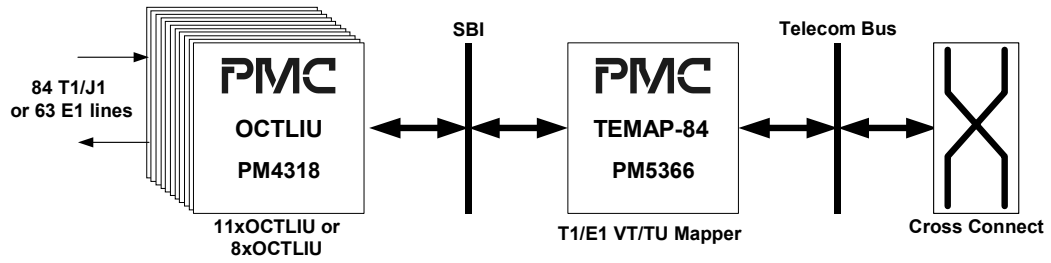 84 T1/J1
or 63 E1 lines
PMC
OCTLIU
PM4318
11xOCTLIU or
8xOCTLIU
SBI
PMC
TEMAP-84
PM5366
T1/E1 VT/TU Mapper
Telecom Bus
Cross Connect